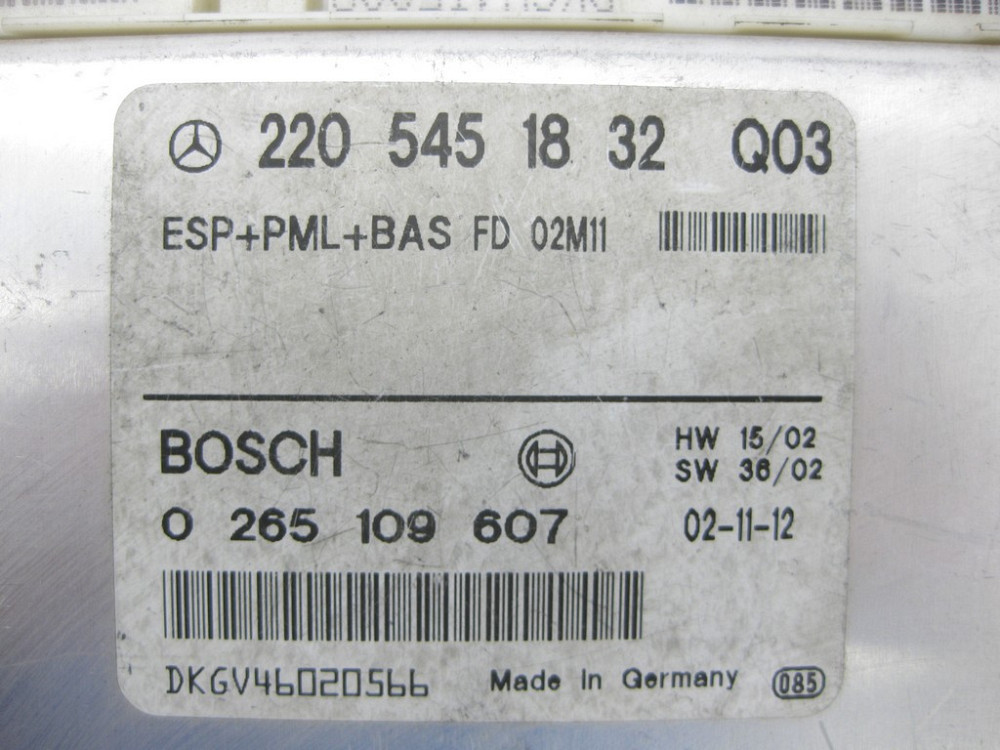 220 545 18 32 Q03
ESP+PML+BAS FD 02M11
BOSCH
HW 15/02
SW 36/02
0 265 109 607
02-11-12
DKGV46020566
Made in Germany
085